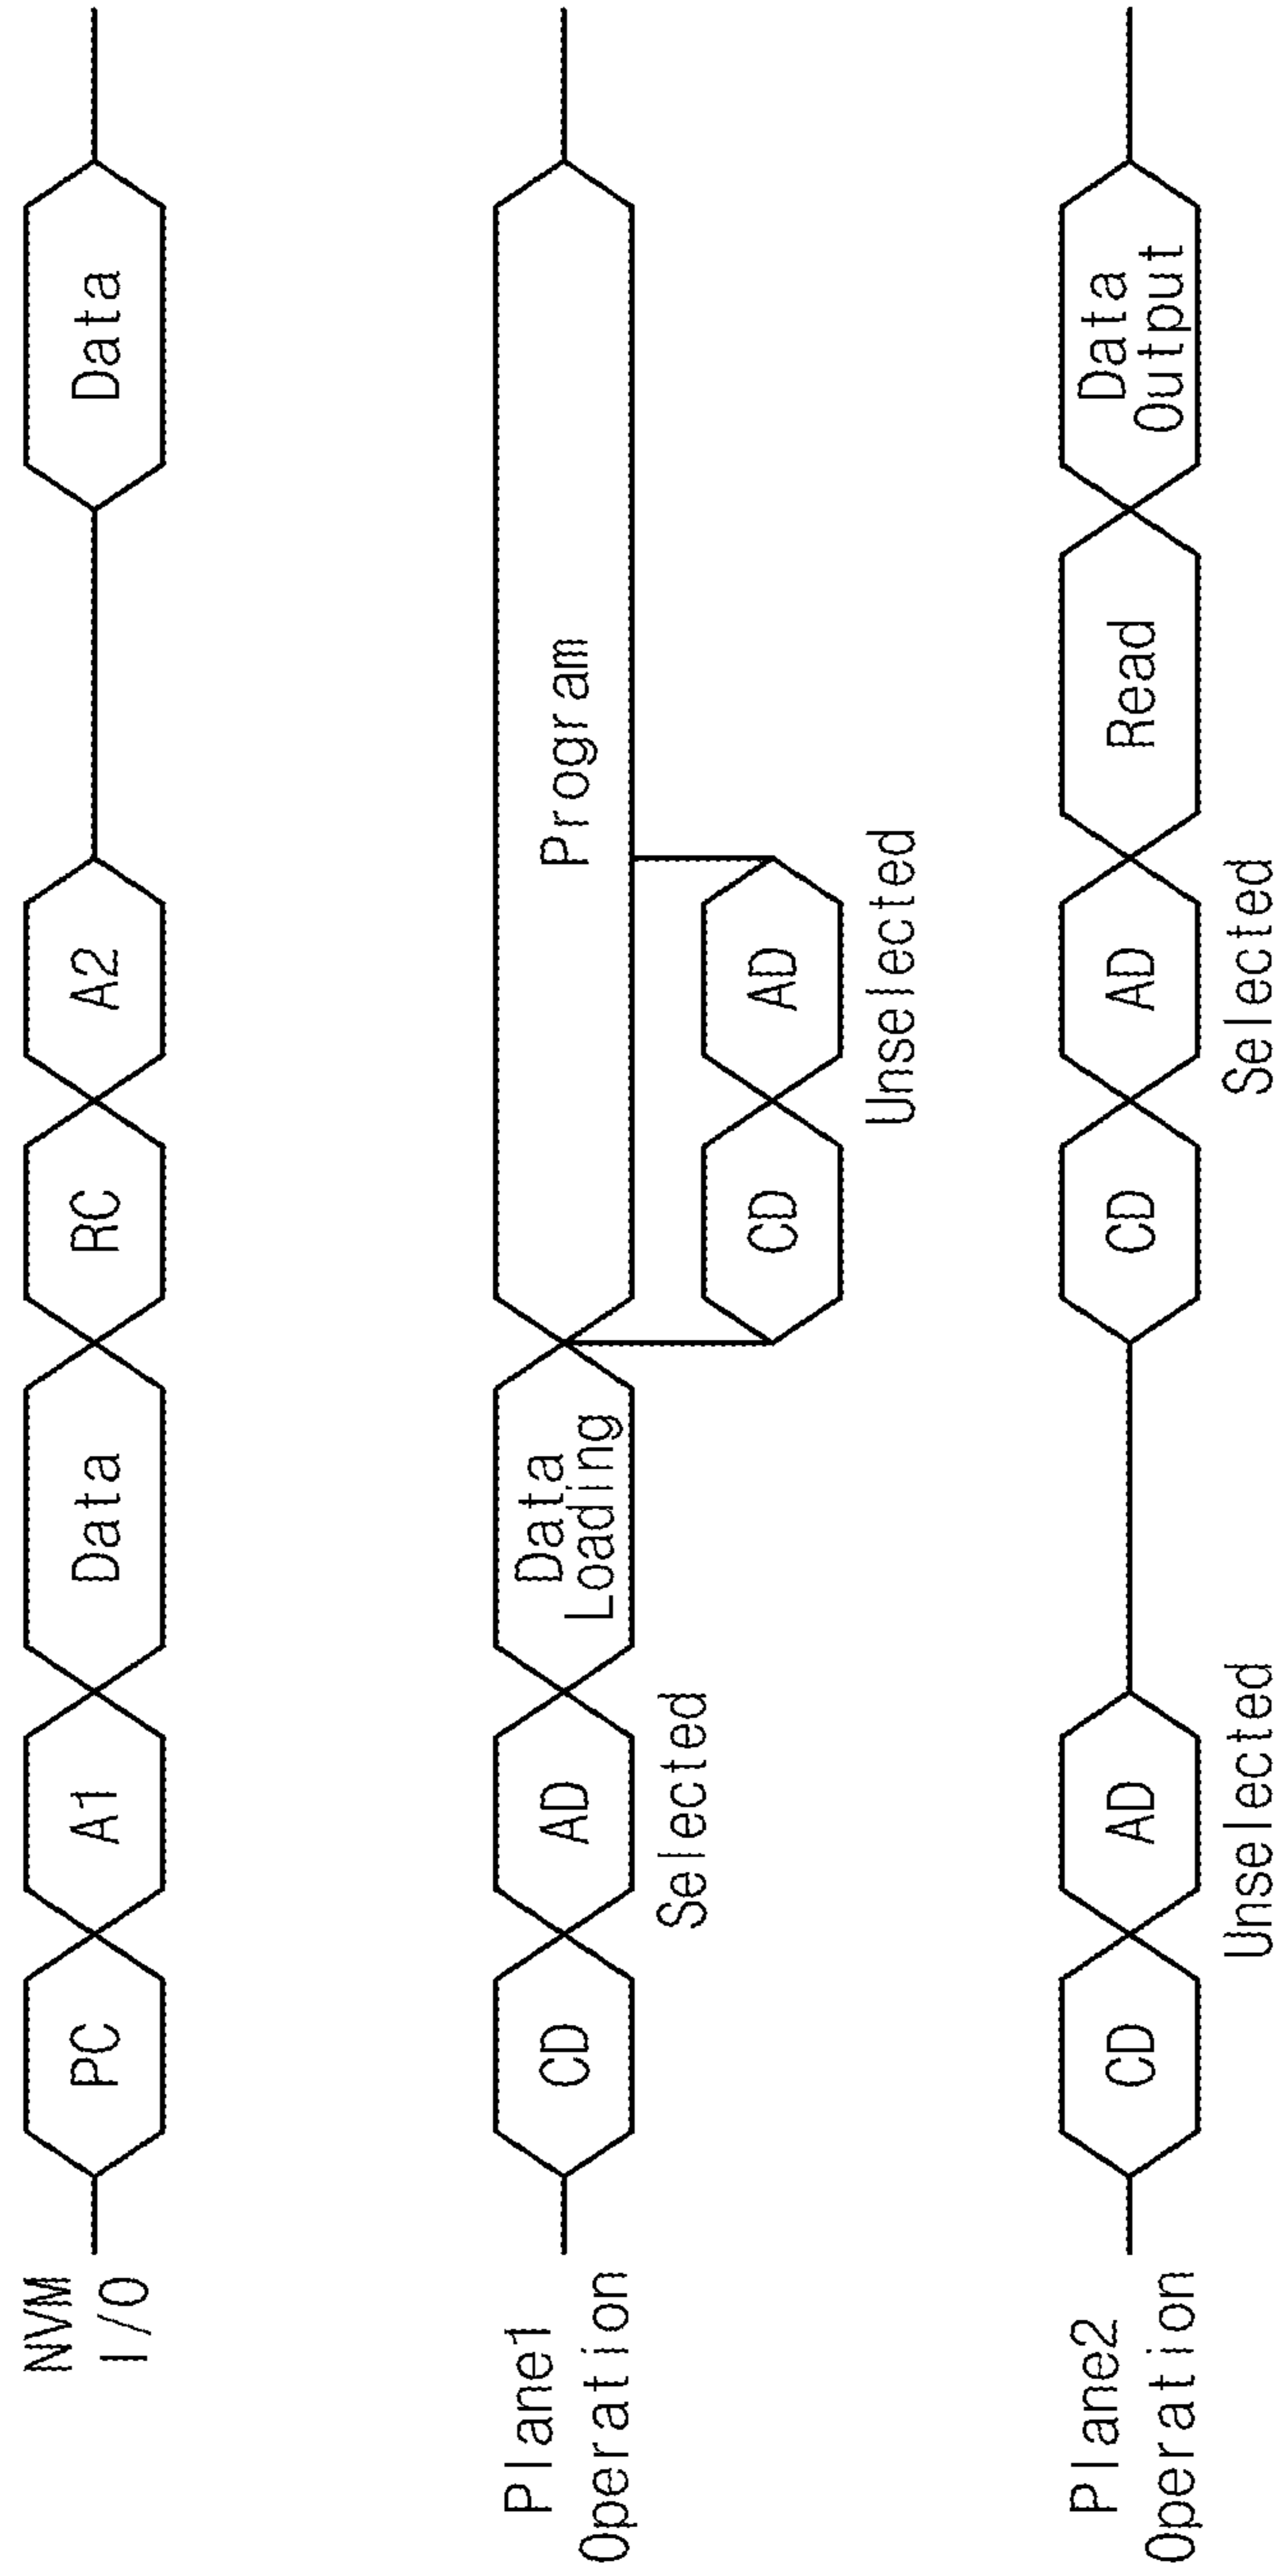 NVM
I/O
PC
A1
Data
RC
A2
Data
Plane1
Operation
CD
AD
Data
Loading
Program
Selected
CD
AD
Unselected
Plane2
Operation
CD
AD
CD
AD
Read
Data
Output
Unselected
Selected